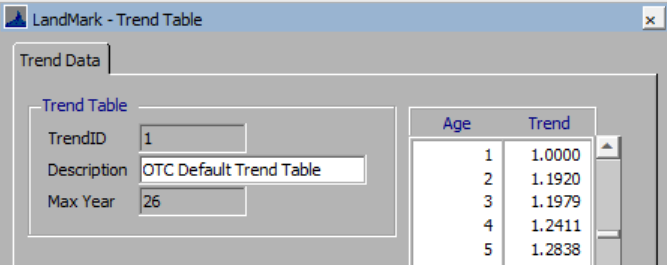 LandMark - Trend Table
Trend Data
Trend Table
TrendID 1
Description OTC Default Trend Table
Max Year 26
Age Trend
1 1.0000
2 1.1920
3 1.1979
4 1.2411
5 1.2838